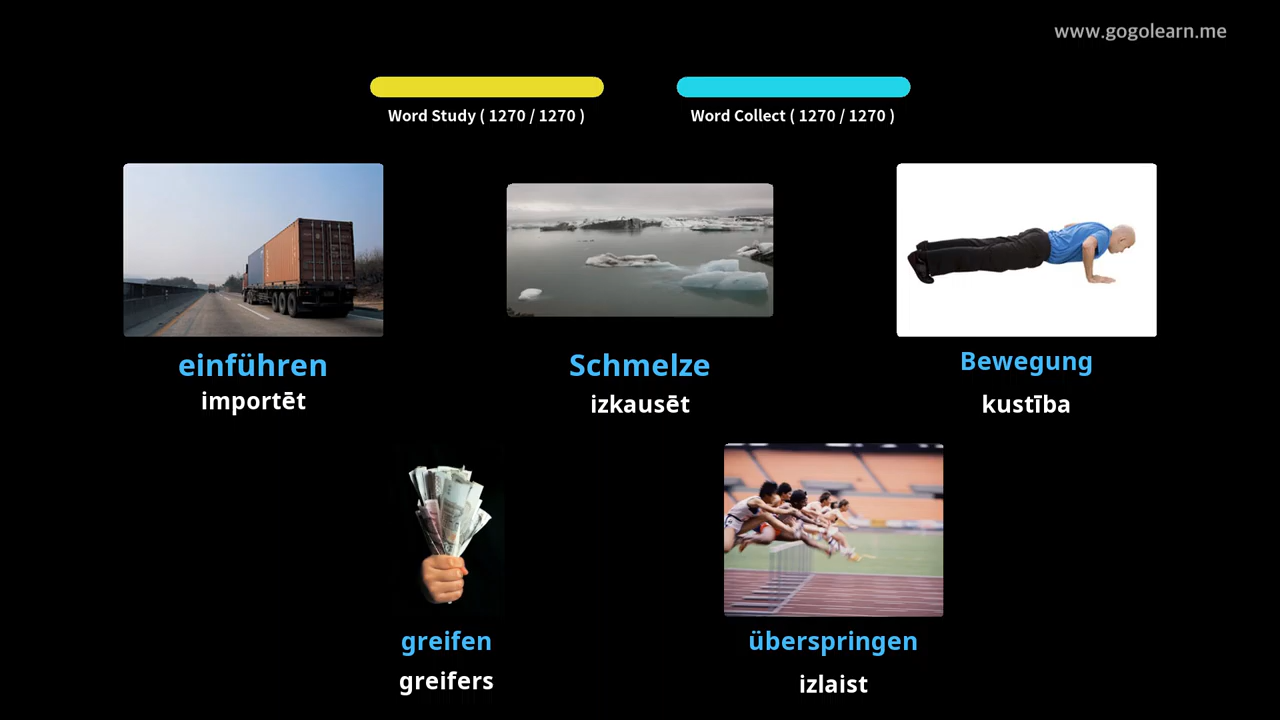 www.gogolearn.me
Word Study ( 1270 / 1270 )
Word Collect ( 1270 / 1270 )
einführen
importēt
Schmelze
izkausēt
Bewegung
kustība
greifen
greifers
überspringen
izlaist